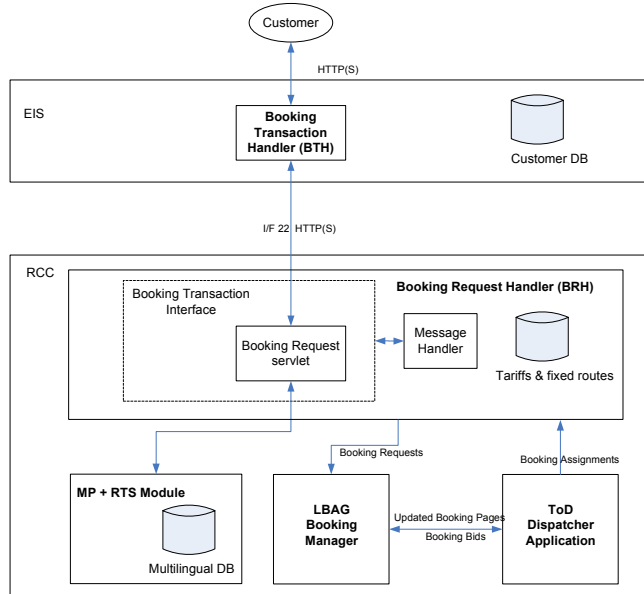 Customer
HTTP(S)
EIS
Booking
Transaction
Handler (BTH)
Customer DB
I/F 22 HTTP(S)
RCC
Booking Transaction
Interface
Booking Request Handler (BRH)
Booking Request
servlet
Message
Handler
Tariffs & fixed routes
Booking Requests
Booking Assignments
MP + RTS Module
Multilingual DB
LBAG
Booking
Manager
Updated Booking Pages
Booking Bids
ToD
Dispatcher
Application